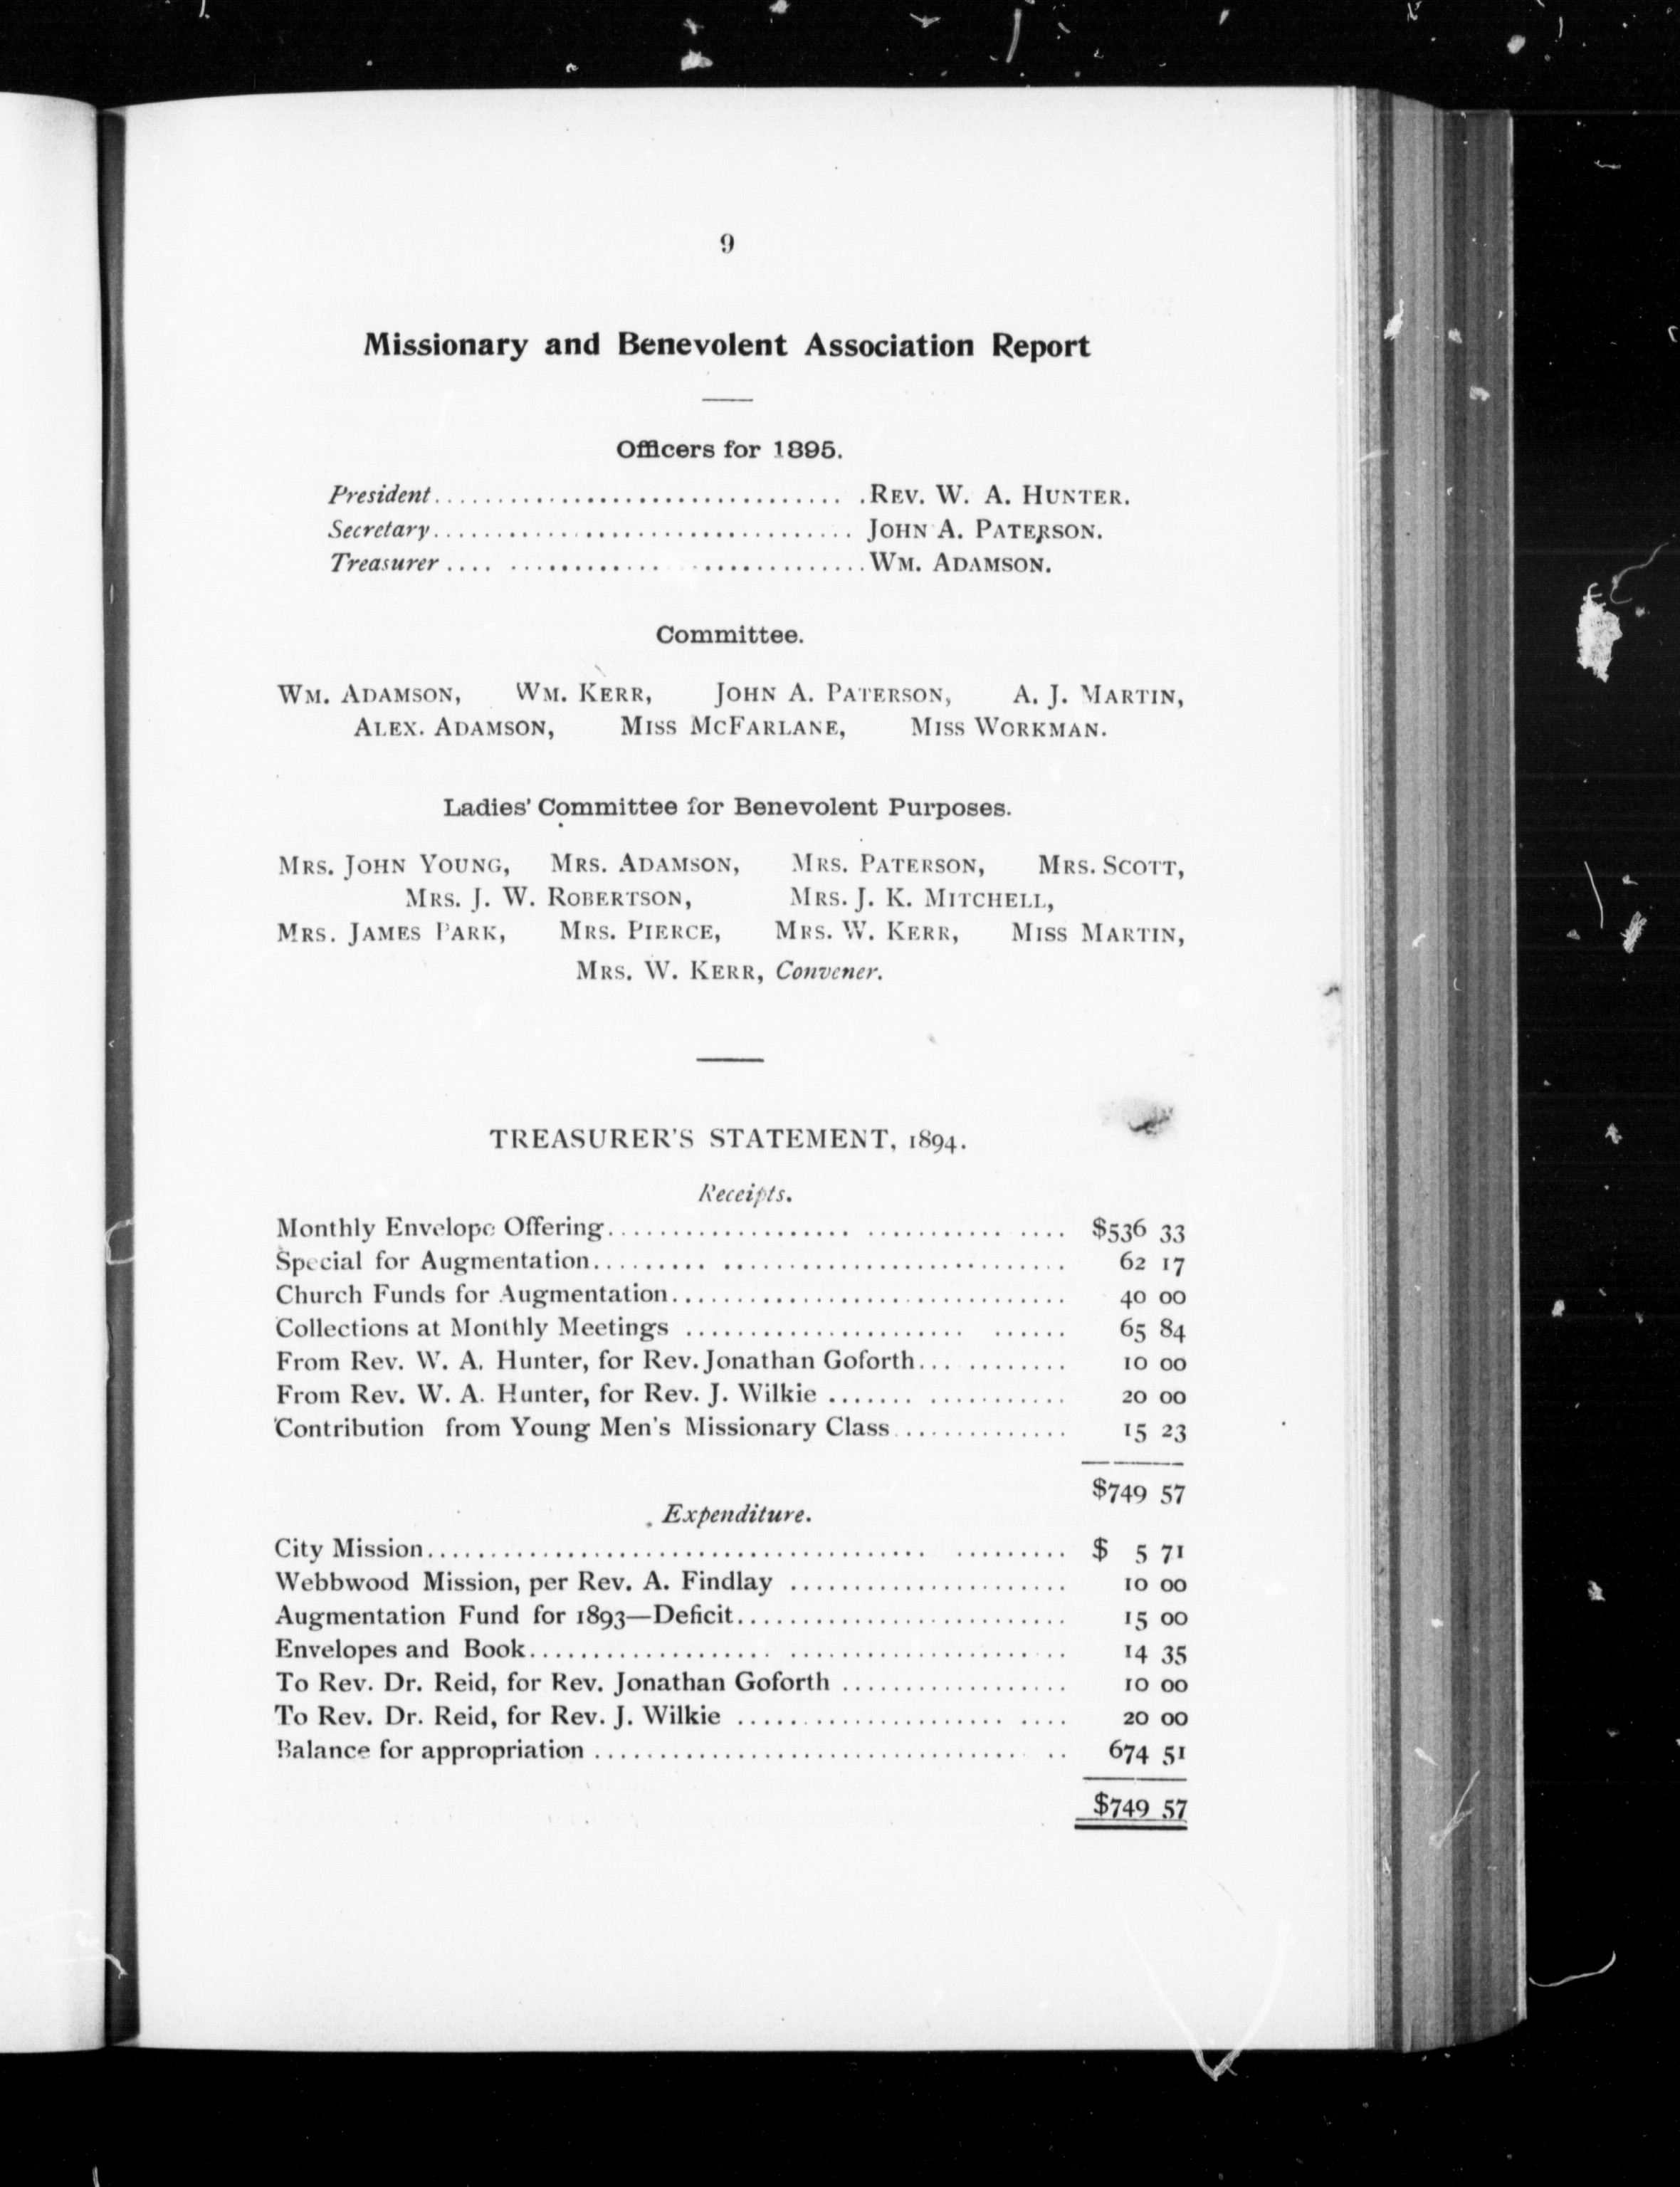 9
Missionary and Benevolent Association Report
Officers for 1895.
President.................................REV. W. A. HUNTER.
Secretary................................. JOHN A. PATERSON.
Treasurer .... ............................WM. ADAMSON.
Committee.
WM. ADAMSON, WM. KERR, JOHN A. PATERSON, A. J. MARTIN,
ALEX. ADAMSON, MISS MCFARLANE, MISS WORKMAN.
Ladies' Committee for Benevolent Purposes.
MRS. JOHN YOUNG, MRS. ADAMSON, MRS. PATERSON, MRS. SCOTT,
MRS. J. W. ROBERTSON, MRS. J. K. MITCHELL,
MRS. JAMES PARK, MRS. PIERCE, MRS. W. KERR, MISS MARTIN,
MRS. W. KERR, Convener.
TREASURER'S STATEMENT, 1894.
Receipts.
Monthly Envelope Offering.................................. $536 33
Special for Augmentation.................................... 62 17
Church Funds for Augmentation............................... 40 00
Collections at Monthly Meetings ............................ 65 84
From Rev. W. A. Hunter, for Rev. Jonathan Goforth........... 10 00
From Rev. W. A. Hunter, for Rev. J. Wilkie .................. 20 00
Contribution from Young Men's Missionary Class.............. 15 23
$749 57
Expenditure.
City Mission................................................ $ 5 71
Webbwood Mission, per Rev. A. Findlay ...................... 10 00
Augmentation Fund for 1893—Deficit.......................... 15 00
Envelopes and Book.......................................... 14 35
To Rev. Dr. Reid, for Rev. Jonathan Goforth .................. 10 00
To Rev. Dr. Reid, for Rev. J. Wilkie ......................... 20 00
Balance for appropriation .................................... 674 51
$749 57